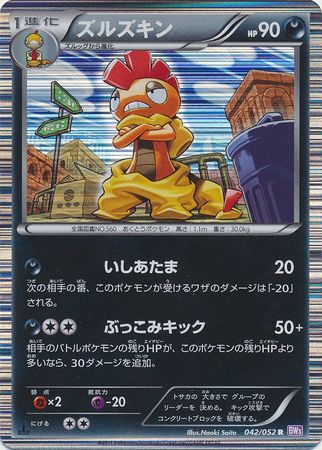 1進化
ズルズキン
HP90
ズルッグから進化
全国図鑑NO.560 あくとうポケモン 高さ：1.1m 重さ：30.0kg
いしあたま 20
次の相手の番、このポケモンが受けるワザのダメージは「-20」
される。
ぶっこみキック 50+
相手のバトルポケモンの残りHPが、このポケモンの残りHPより
多いなら、30ダメージを追加。
弱点 ×2 抵抗力 -20
にげる
トサカの 大きさで グループの
リーダーを 決める。 キック攻撃で
コンクリートブロックを 破壊する。
Illus.Naoki Saito BW3 042/052 R